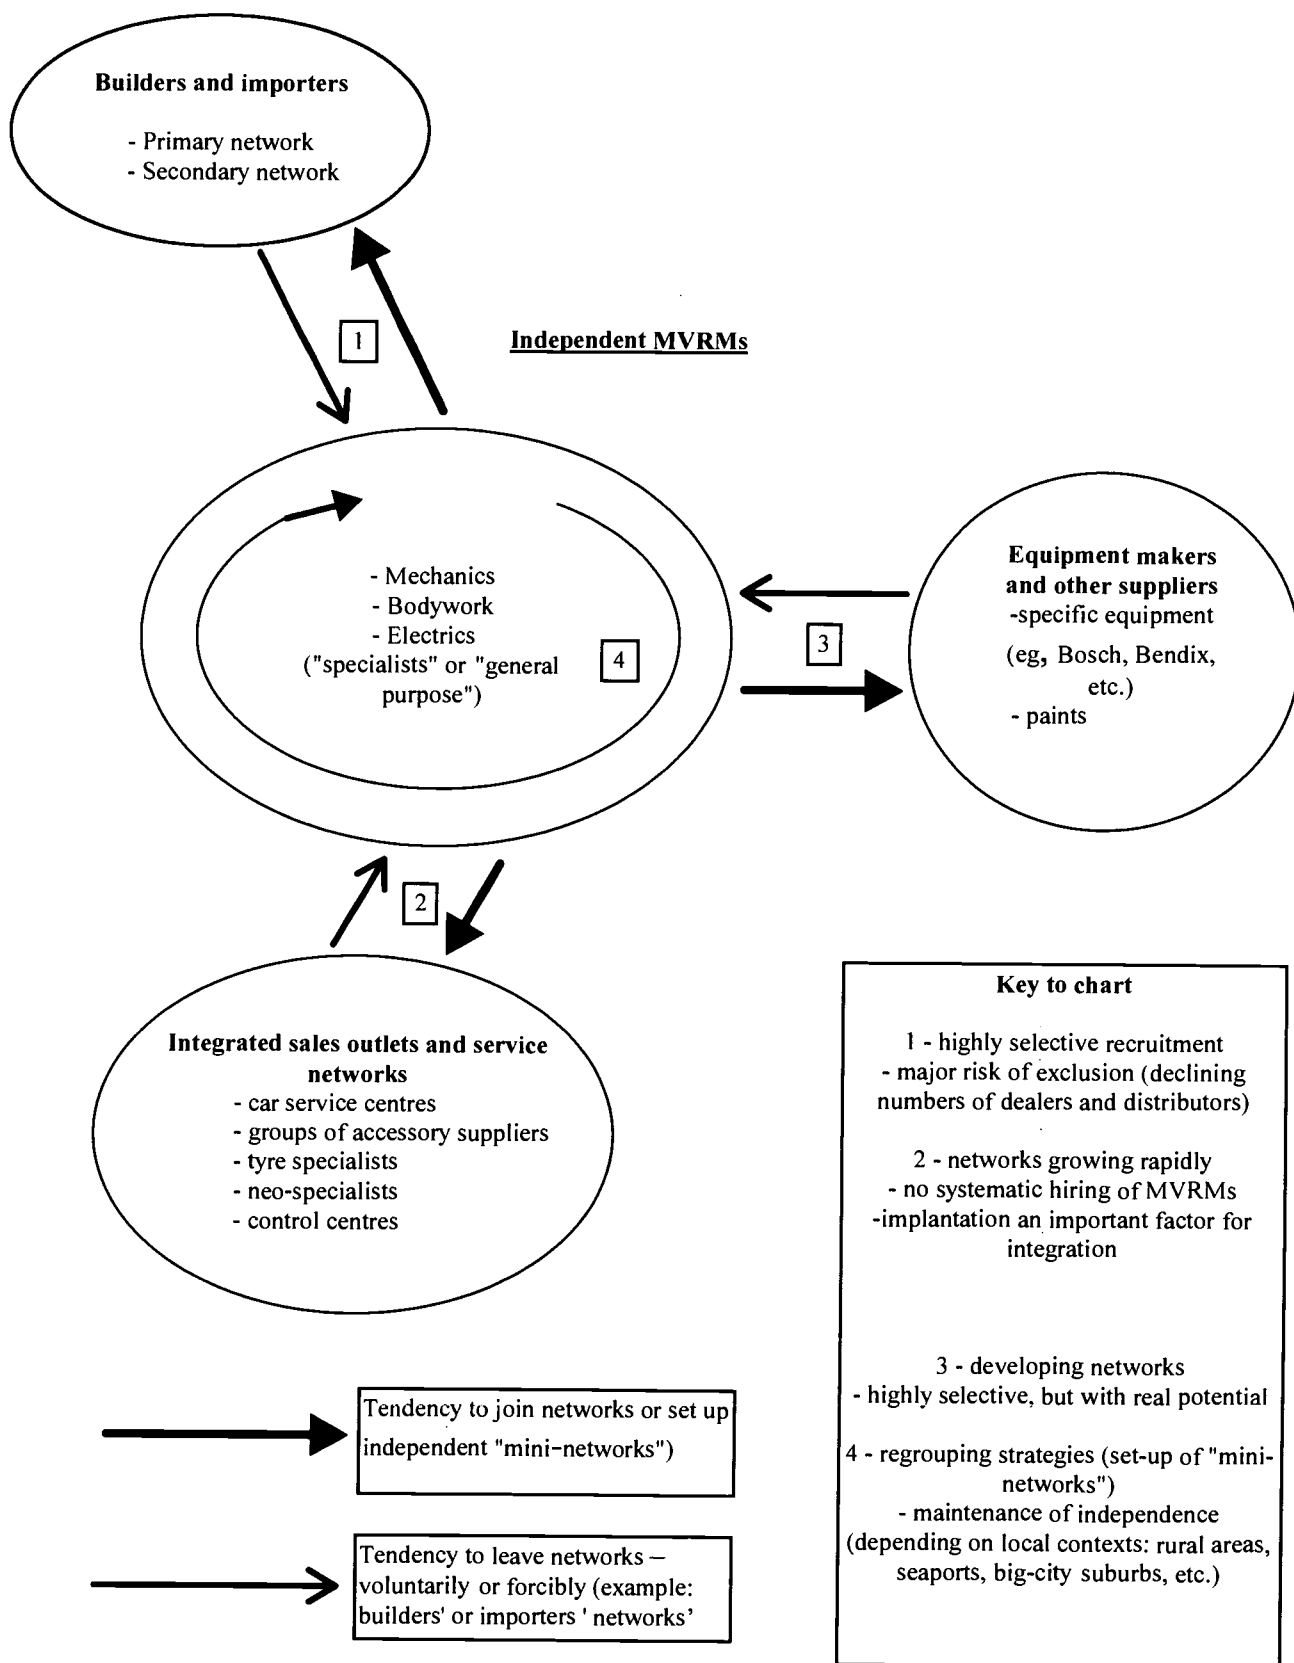 Builders and importers
- Primary network
- Secondary network
1
Independent MVRMs
- Mechanics
- Bodywork
- Electrics
("specialists" or "general
purpose")
4
3
Equipment makers
and other suppliers
-specific equipment
(eg, Bosch, Bendix,
etc.)
- paints
2
Integrated sales outlets and service
networks
- car service centres
- groups of accessory suppliers
- tyre specialists
- neo-specialists
- control centres
Key to chart
1 - highly selective recruitment
- major risk of exclusion (declining
numbers of dealers and distributors)
2 - networks growing rapidly
- no systematic hiring of MVRMs
-implantation an important factor for
integration
3 - developing networks
- highly selective, but with real potential
4 - regrouping strategies (set-up of "mini-
networks")
- maintenance of independence
(depending on local contexts: rural areas,
seaports, big-city suburbs, etc.)
Tendency to join networks or set up
independent "mini-networks")
Tendency to leave networks –
voluntarily or forcibly (example:
builders' or importers ' networks’